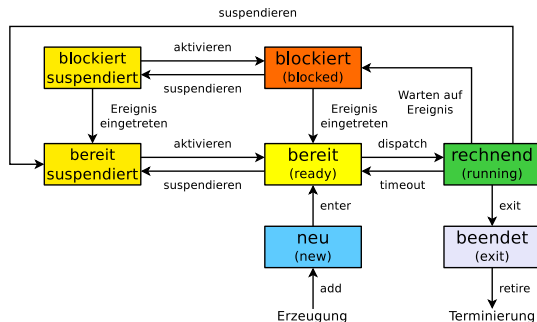 suspendieren
blockiert
suspendiert
aktivieren
suspendieren
blockiert
(blocked)
Warten auf
Ereignis
Ereignis
eingetreten
Ereignis
eingetreten
bereit
suspendiert
aktivieren
suspendieren
bereit
(ready)
dispatch
timeout
rechnend
(running)
enter
exit
neu
(new)
beendet
(exit)
add
retire
Erzeugung
Terminierung